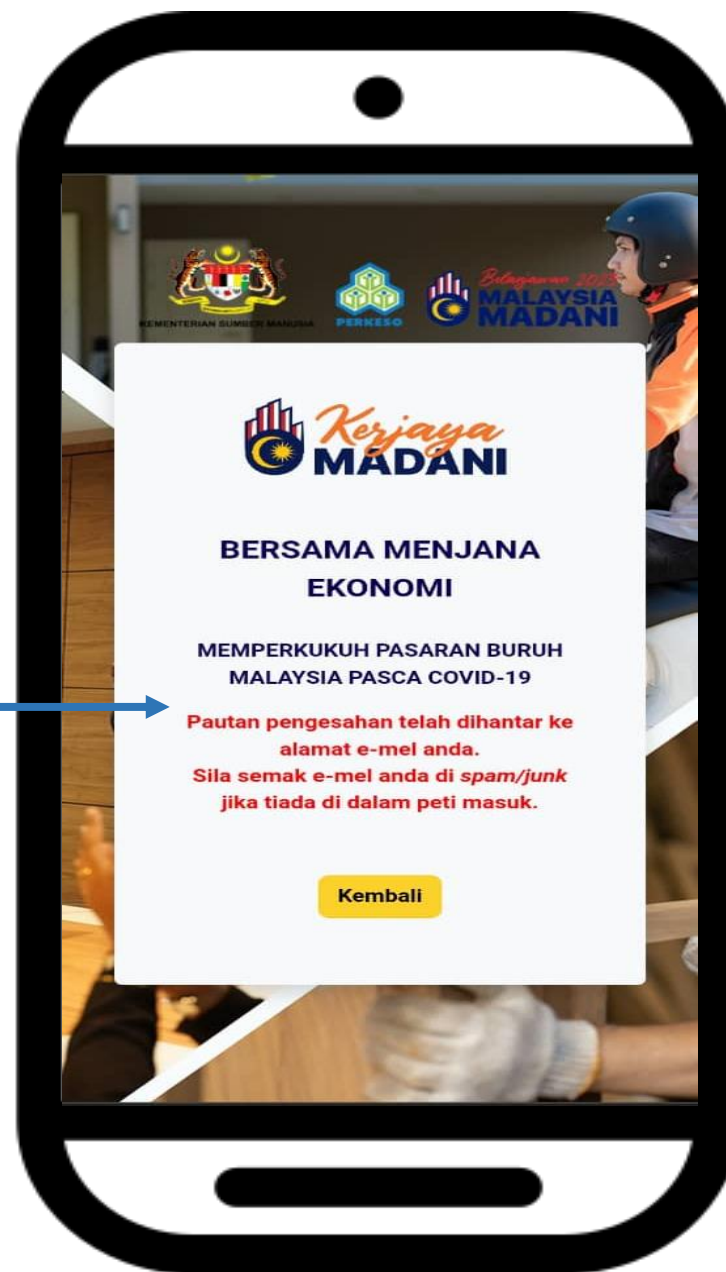 KEMENTERIAN SUMBER MANUSIA
PERKESO
Belanjawan 2023
MALAYSIA
MADANI
Kerjaya
MADANI
BERSAMA MENJANA
EKONOMI
MEMPERKUKUH PASARAN BURUH
MALAYSIA PASCA COVID-19
Pautan pengesahan telah dihantar ke
alamat e-mel anda.
Sila semak e-mel anda di spam/junk
jika tiada di dalam peti masuk.
Kembali